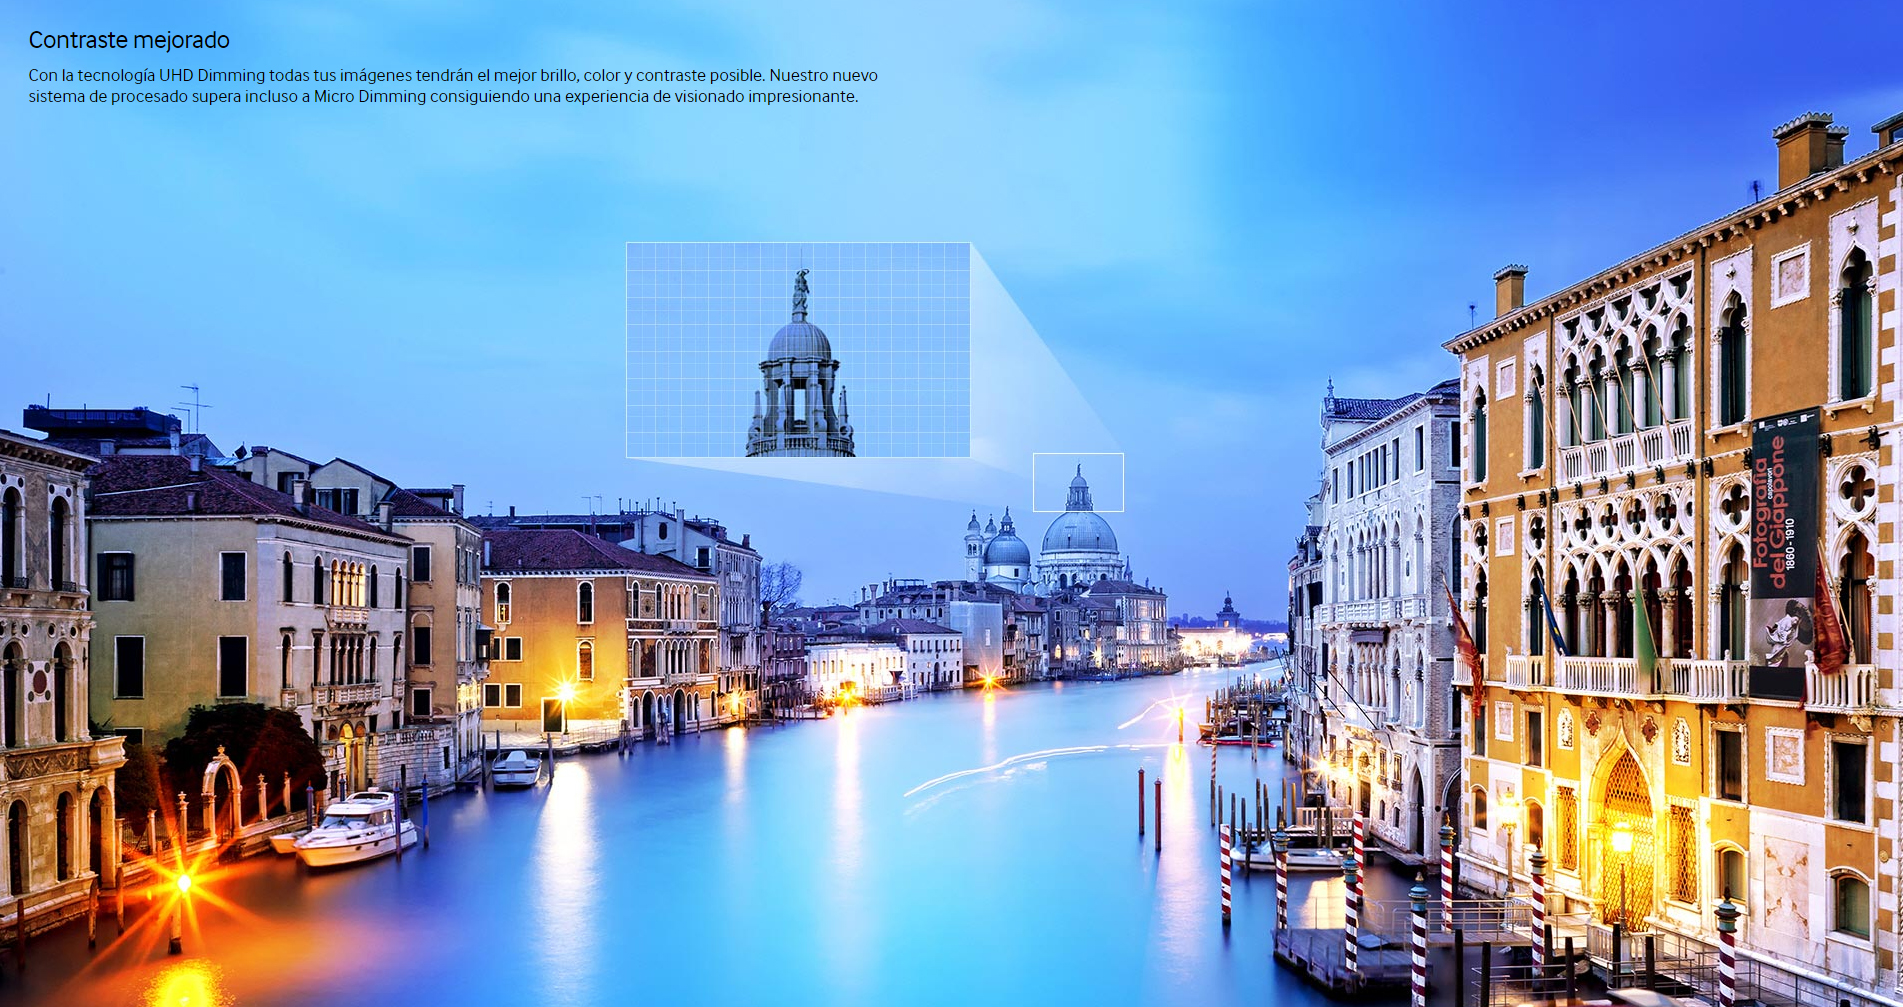 Contraste mejorado
Con la tecnología UHD Dimming todas tus imágenes tendrán el mejor brillo, color y contraste posible. Nuestro nuevo
sistema de procesado supera incluso a Micro Dimming consiguiendo una experiencia de visionado impresionante.
Fotografia
capolavori
del Giappone
1860-1910